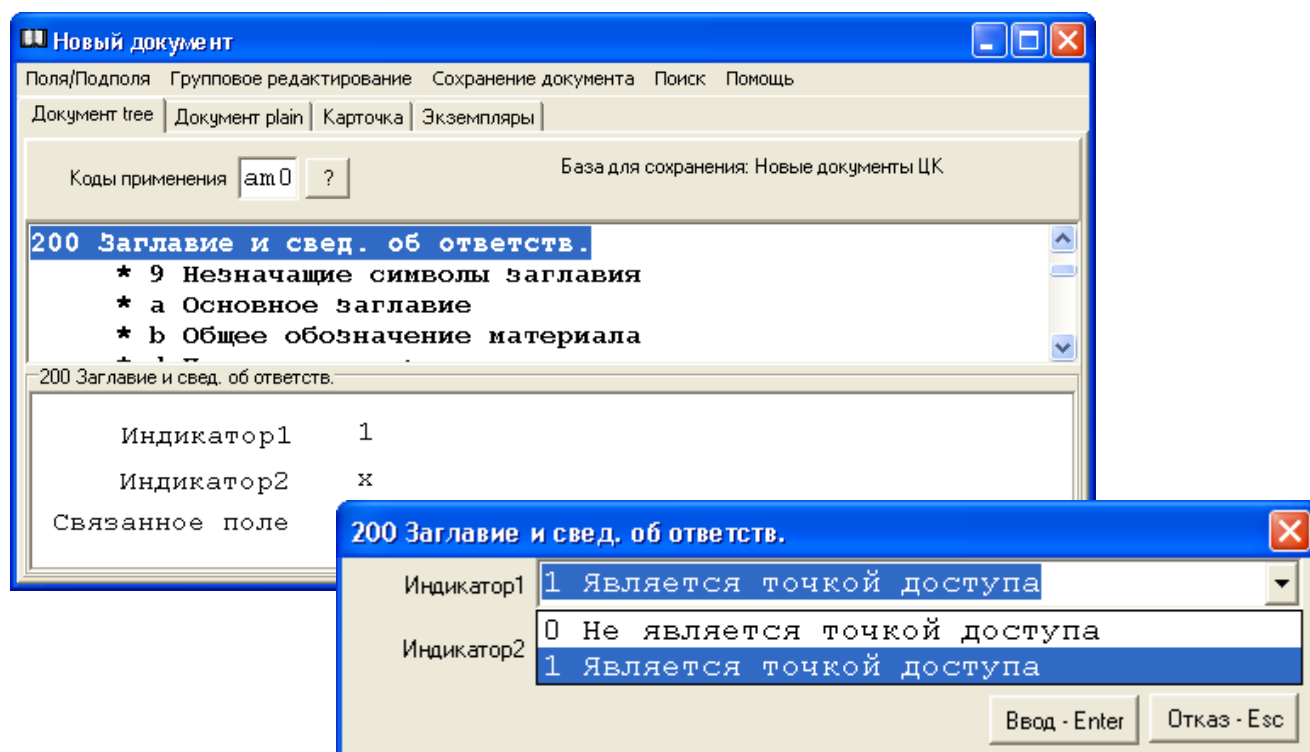 Новый документ
Поля/Подполя Групповое редактирование Сохранение документа Поиск Помощь
Документ tree Документ plain Карточка Экземпляры
Коды применения am0 ? База для сохранения: Новые документы ЦК
200 Заглавие и свед. об ответств.
* 9 Незначащие символы заглавия
* a Основное заглавие
* b Общее обозначение материала
200 Заглавие и свед. об ответств.
Индикатор1 1
Индикатор2 x
Связанное поле
200 Заглавие и свед. об ответств.
Индикатор1 1 Является точкой доступа
0 Не является точкой доступа
Индикатор2
1 Является точкой доступа
Ввод - Enter Отказ - Esc